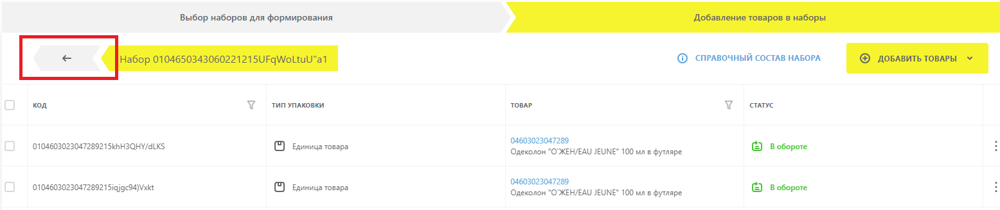 Выбор наборов для формирования
Добавление товаров в наборы
Набор 0104650343060221215UFqWoLtuU"a1
СПРАВОЧНЫЙ СОСТАВ НАБОРА
ДОБАВИТЬ ТОВАРЫ
КОД
ТИП УПАКОВКИ
ТОВАР
СТАТУС
0104603023047289215khH3QHY/dLKS
Единица товара
04603023047289
Одеколон "О`ЖЕН/EAU JEUNE" 100 мл в футляре
В обороте
0104603023047289215iqjgc94)Vxkt
Единица товара
04603023047289
Одеколон "О`ЖЕН/EAU JEUNE" 100 мл в футляре
В обороте